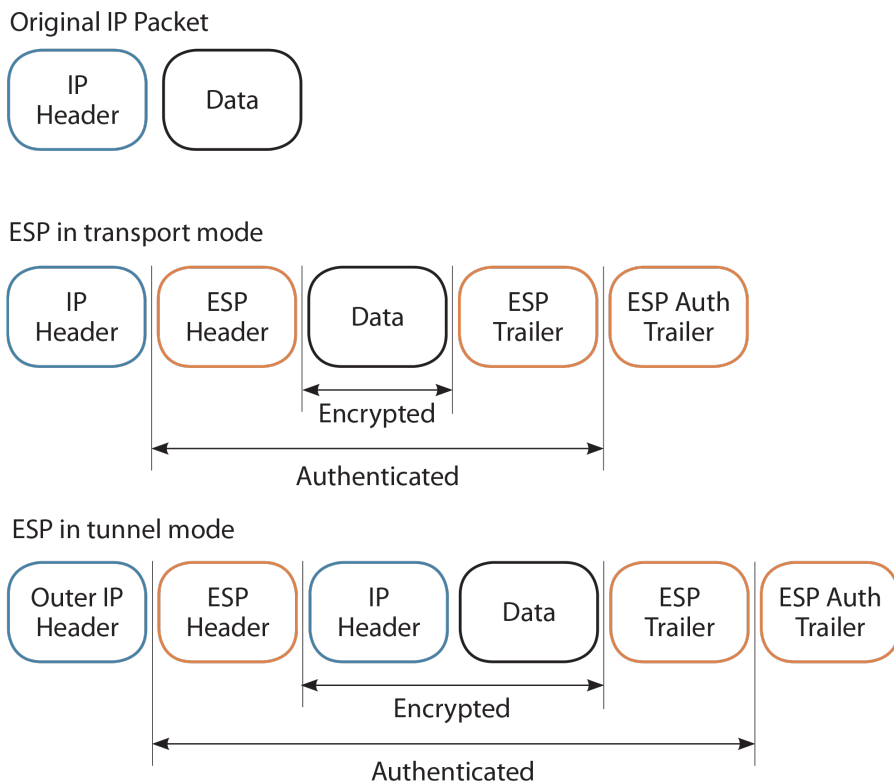 Original IP Packet
IP
Header
Data
ESP in transport mode
IP
Header
ESP
Header
Data
ESP
Trailer
ESP Auth
Trailer
Encrypted
Authenticated
ESP in tunnel mode
Outer IP
Header
ESP
Header
IP
Header
Data
ESP
Trailer
ESP Auth
Trailer
Encrypted
Authenticated